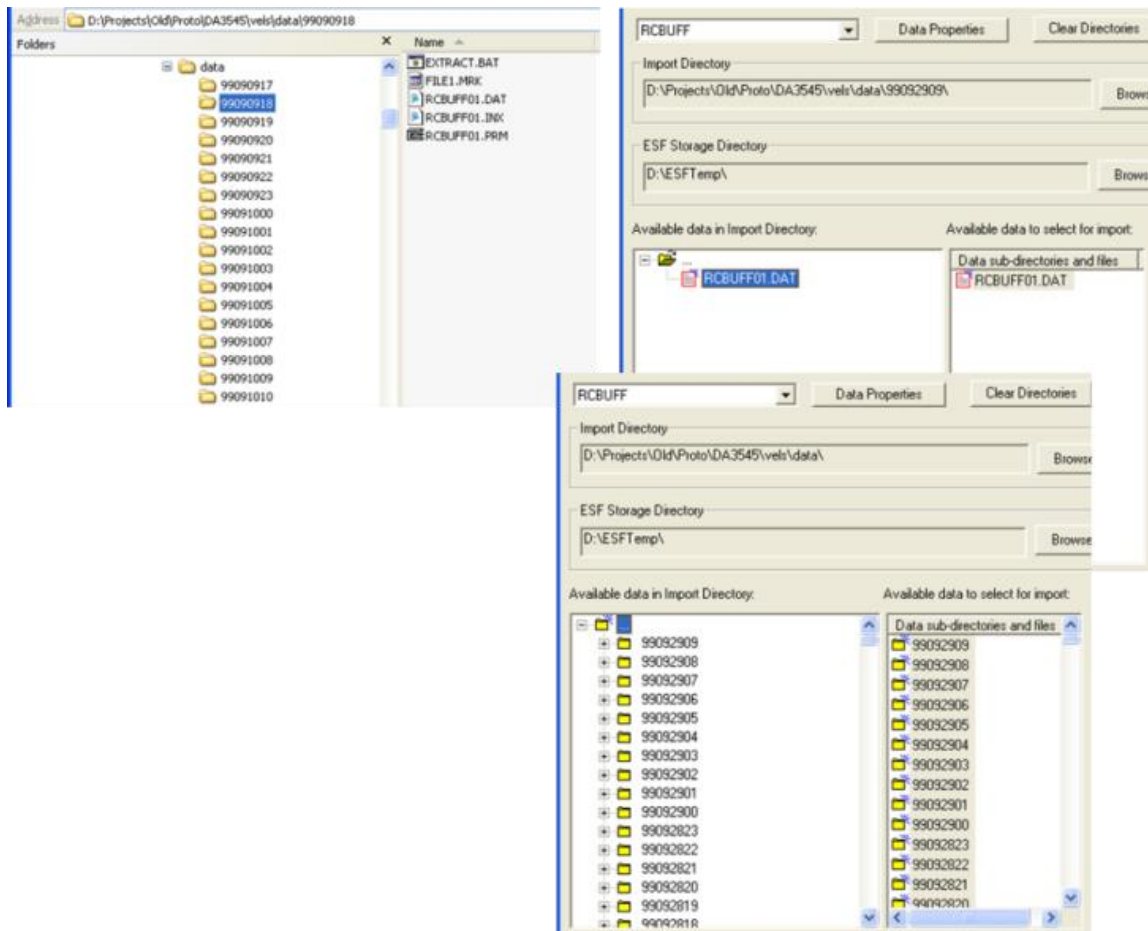 Address D:\Projects\Old\Proto\DA3545\vels\data\99090918
Folders
data
99090917
99090918
99090919
99090920
99090921
99090922
99090923
99091000
99091001
99091002
99091003
99091004
99091005
99091006
99091007
99091008
99091009
99091010
Name
EXTRACT.BAT
FILE1.MRK
RCBUFF01.DAT
RCBUFF01.INX
RCBUFF01.PRM
RCBUFF Data Properties Clear Directories
Import Directory
D:\Projects\Old\Proto\DA3545\vels\data\99092909\ Brows
ESF Storage Directory
D:\ESFTemp\ Brows
Available data in Import Directory: Available data to select for import:
... Data sub-directories and files
RCBUFF01.DAT RCBUFF01.DAT
RCBUFF Data Properties Clear Directories
Import Directory
D:\Projects\Old\Proto\DA3545\vels\data\ Browse
ESF Storage Directory
D:\ESFTemp\ Browse
Available data in Import Directory: Available data to select for import:
... Data sub-directories and files
99092909 99092909
99092908 99092908
99092907 99092907
99092906 99092906
99092905 99092905
99092904 99092904
99092903 99092903
99092902 99092902
99092901 99092901
99092900 99092900
99092823 99092823
99092822 99092822
99092821 99092821
99092820 99092820
99092819
99092818